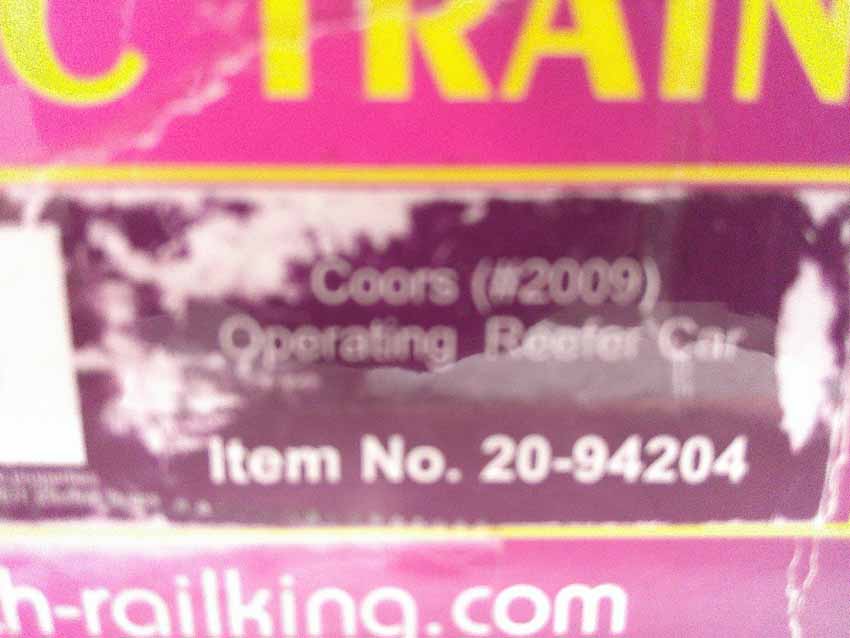 C TRAIN
Coors (#2009)
Operating Reefer Car
Item No. 20-94204
h-railking.com